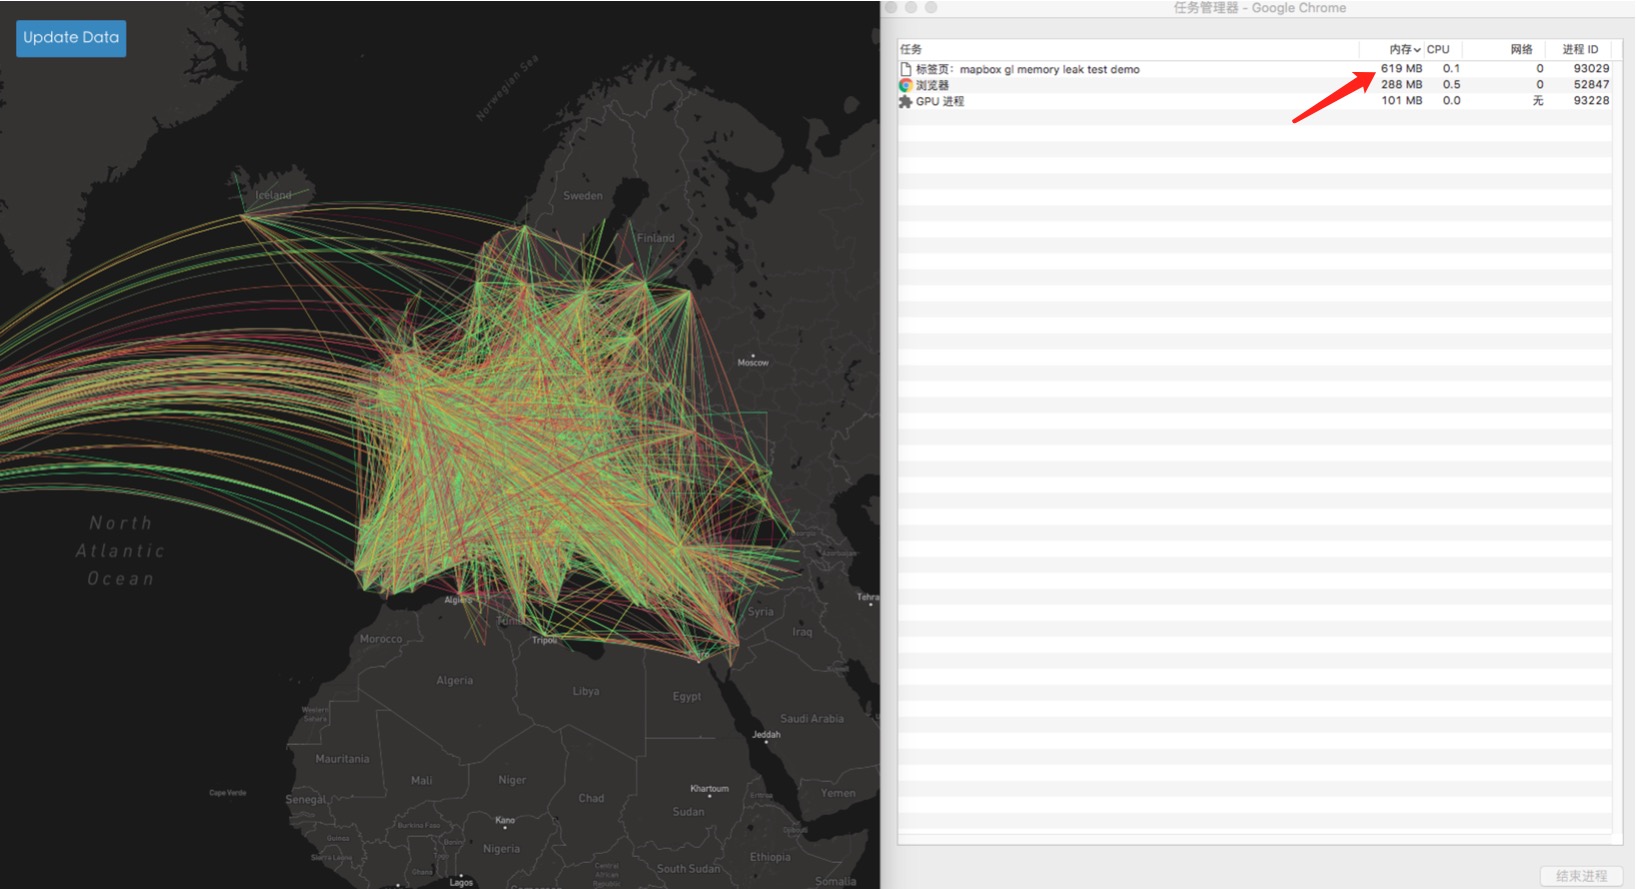 Update Data
Norwegian Sea
Iceland
Sweden
Finland
Moscow
North
Atlantic
Ocean
Algiers
Tripoli
Syria
Iraq
Morocco
Algeria
Libya
Egypt
Saudi Arabia
Western
Sahara
Jeddah
Mauritania
Mali
Niger
Chad
Khartoum
Sudan
Eritrea
Yemen
Cape Verde
Senegal
Burkina Faso
Kano
Nigeria
Guinea
Benin
Togo
Ghana
Sierra Leone
Djibouti
Ethiopia
Central
African
Republic
South Sudan
Somalia
Lagos
Cameroon
任务管理器 - Google Chrome
任务 内存 CPU 网络 进程 ID
标签页: mapbox gl memory leak test demo 619 MB 0.1 0 93029
浏览器 288 MB 0.5 0 52847
GPU 进程 101 MB 0.0 无 93228
结束进程